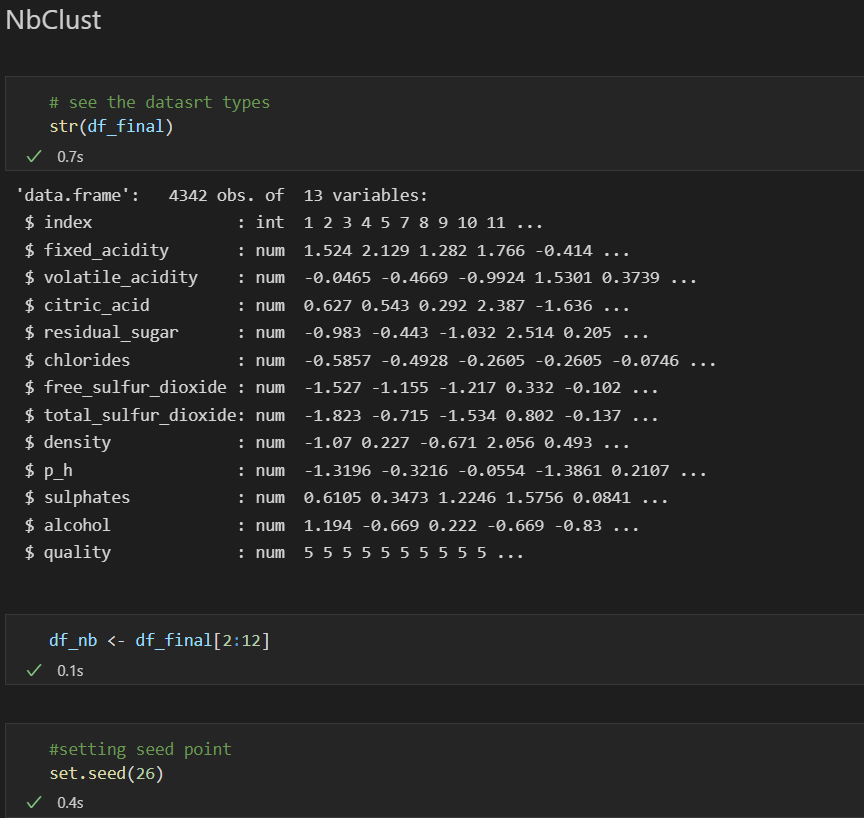 NbClust
# see the datasrt types
str(df_final)
✓ 0.7s
'data.frame':   4342 obs. of  13 variables:
 $ index               : int  1 2 3 4 5 7 8 9 10 11 ...
 $ fixed_acidity       : num  1.524 2.129 1.282 1.766 -0.414 ...
 $ volatile_acidity    : num  -0.0465 -0.4669 -0.9924 1.5301 0.3739 ...
 $ citric_acid         : num  0.627 0.543 0.292 2.387 -1.636 ...
 $ residual_sugar      : num  -0.983 -0.443 -1.032 2.514 0.205 ...
 $ chlorides           : num  -0.5857 -0.4928 -0.2605 -0.2605 -0.0746 ...
 $ free_sulfur_dioxide : num  -1.527 -1.155 -1.217 0.332 -0.102 ...
 $ total_sulfur_dioxide: num  -1.823 -0.715 -1.534 0.802 -0.137 ...
 $ density             : num  -1.07 0.227 -0.671 2.056 0.493 ...
 $ p_h                 : num  -1.3196 -0.3216 -0.0554 -1.3861 0.2107 ...
 $ sulphates           : num  0.6105 0.3473 1.2246 1.5756 0.0841 ...
 $ alcohol             : num  1.194 -0.669 0.222 -0.669 -0.83 ...
 $ quality             : num  5 5 5 5 5 5 5 5 5 5 ...
df_nb <- df_final[2:12]
✓ 0.1s
#setting seed point
set.seed(26)
✓ 0.4s